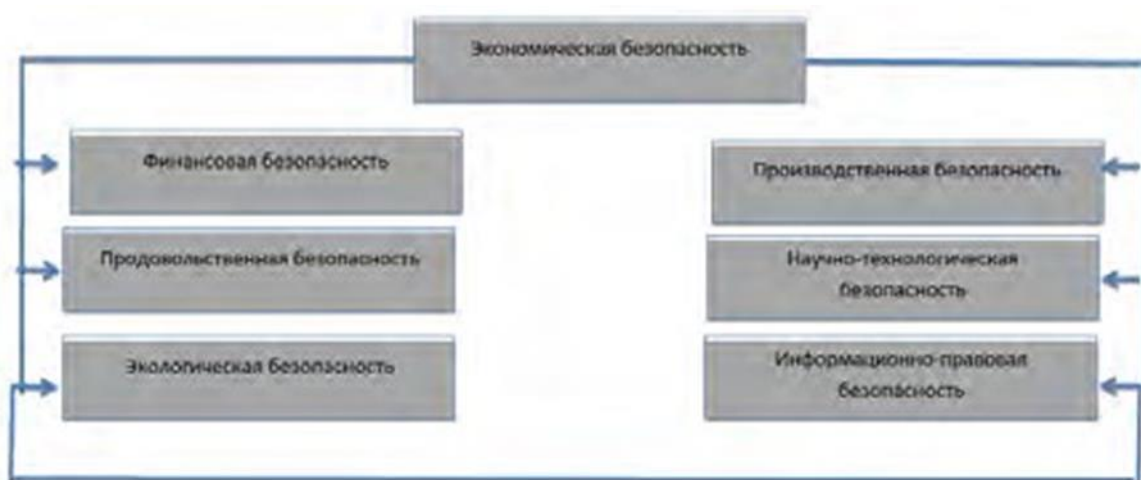 Экономическая безопасность
Финансовая безопасность
Продовольственная безопасность
Экологическая безопасность
Производственная безопасность
Научно-технологическая
безопасность
Информационно-правовая
безопасность